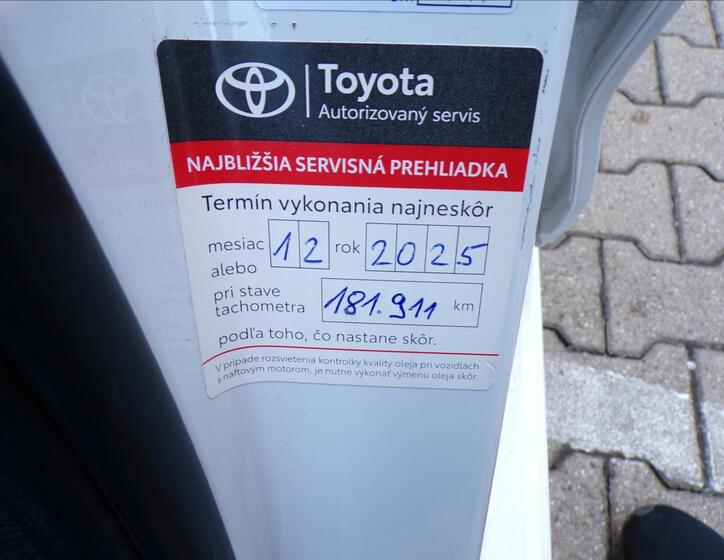 Toyota
Autorizovaný servis
NAJBLIŽŠIA SERVISNÁ PREHLIADKA
Termín vykonania najneskôr
mesiac 12 rok 2025
alebo
pri stave
tachometra 181.911 km
podľa toho, čo nastane skôr.
V prípade rozsvietenia kontrolky kvality oleja pri vozidlách
s naftovým motorom, je nutné vykonať výmenu oleja skôr.